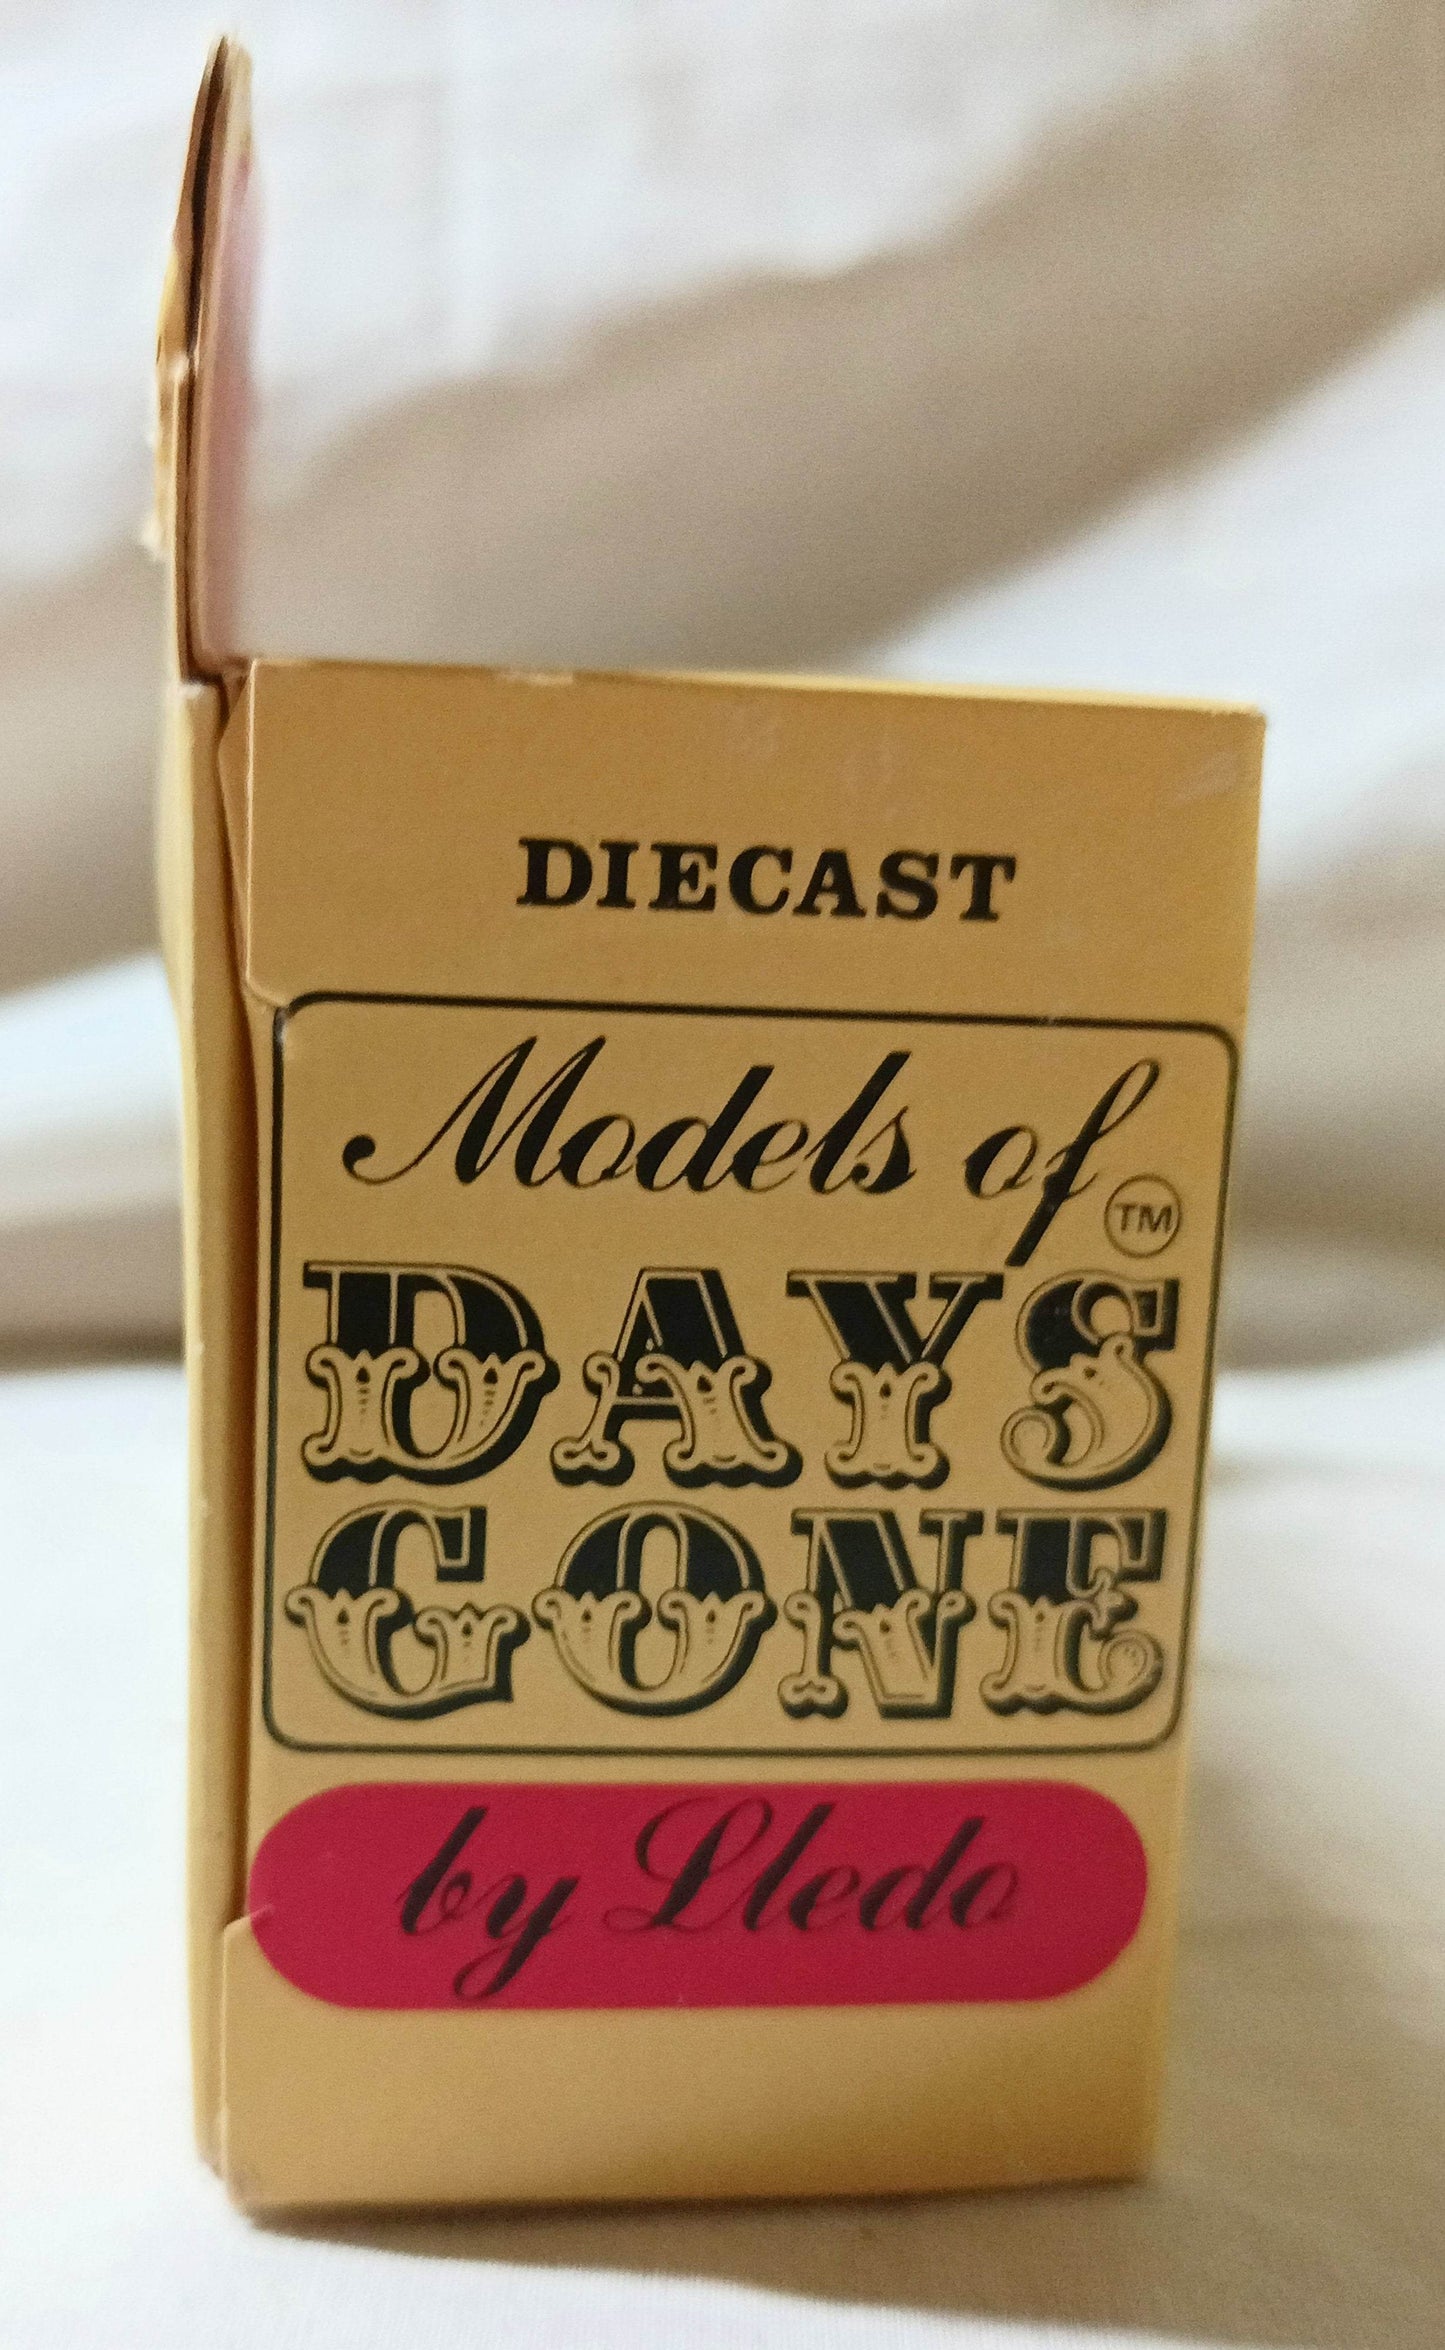 DIECAST
Models of
TM
DAYS
GONE
by Lledo